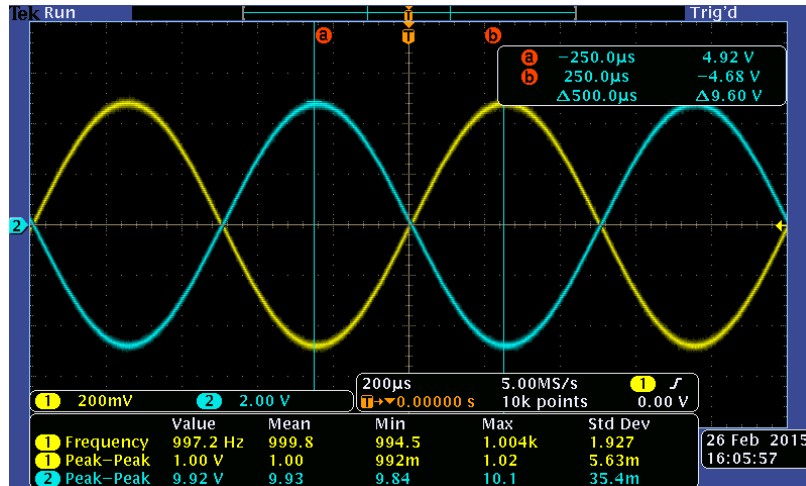 Tek Run Trig'd
T
a T b
a −250.0µs 4.92 V
b 250.0µs −4.68 V
Δ500.0µs Δ9.60 V
2
1 200mV 2 2.00 V
200µs 5.00MS/s 1
T→▼0.00000 s 10k points 0.00 V
Value Mean Min Max Std Dev
1 Frequency 997.2 Hz 999.8 994.5 1.004k 1.927
1 Peak−Peak 1.00 V 1.00 992m 1.02 5.63m
2 Peak−Peak 9.92 V 9.93 9.84 10.1 35.4m
26 Feb 2015
16:05:57